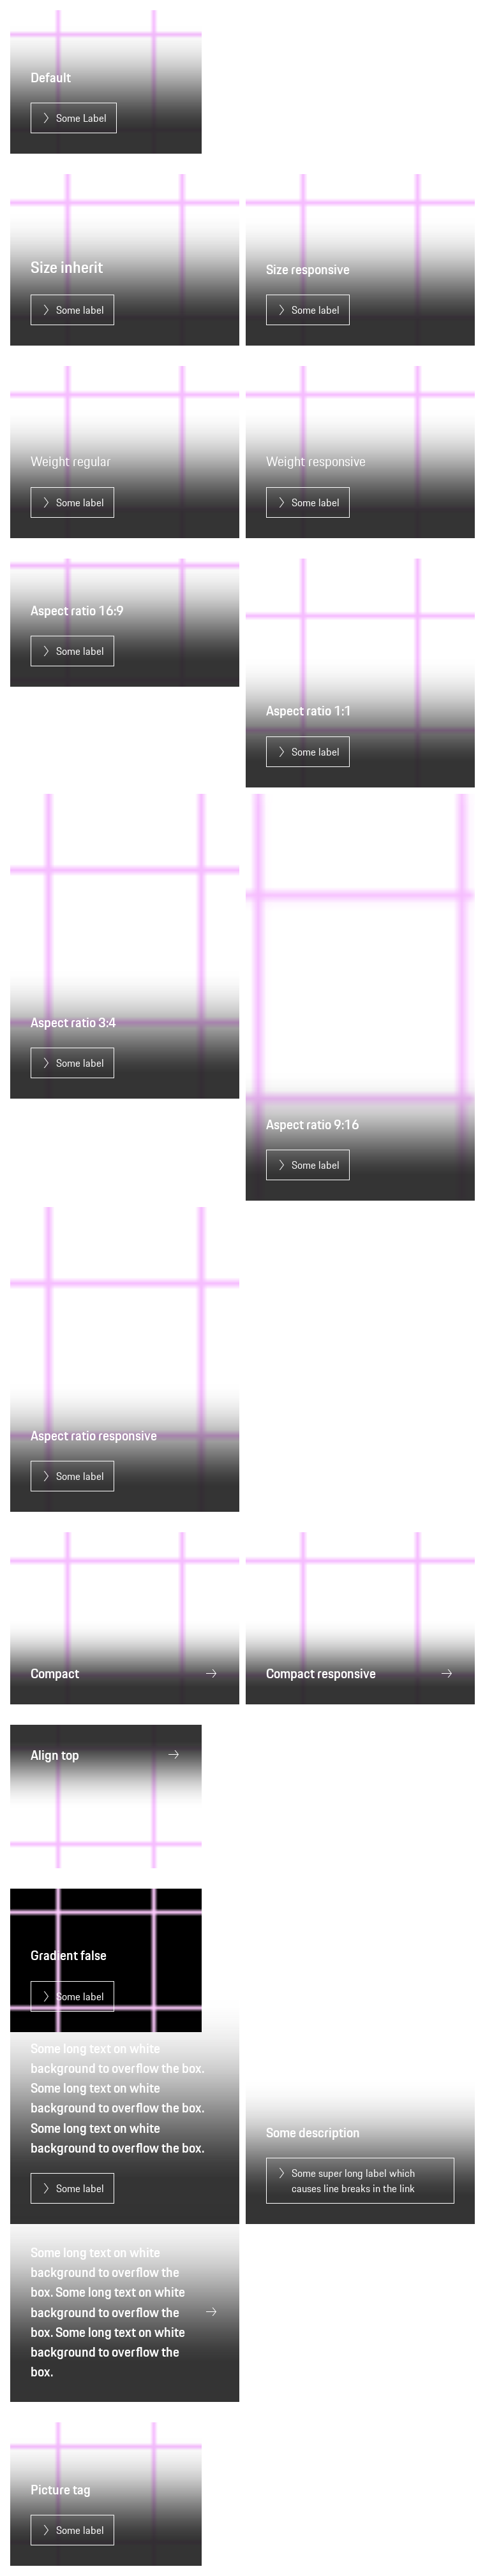 Default
Some Label
Size inherit
Some label
Size responsive
Some label
Weight regular
Some label
Weight responsive
Some label
Aspect ratio 16:9
Some label
Aspect ratio 1:1
Some label
Aspect ratio 3:4
Some label
Aspect ratio 9:16
Some label
Aspect ratio responsive
Some label
Compact
Compact responsive
Align top
Gradient false
Some label
Some long text on white
background to overflow the box.
Some long text on white
background to overflow the box.
Some long text on white
background to overflow the box.
Some label
Some description
Some super long label which
causes line breaks in the link
Some long text on white
background to overflow the
box. Some long text on white
background to overflow the
box. Some long text on white
background to overflow the
box.
Picture tag
Some label